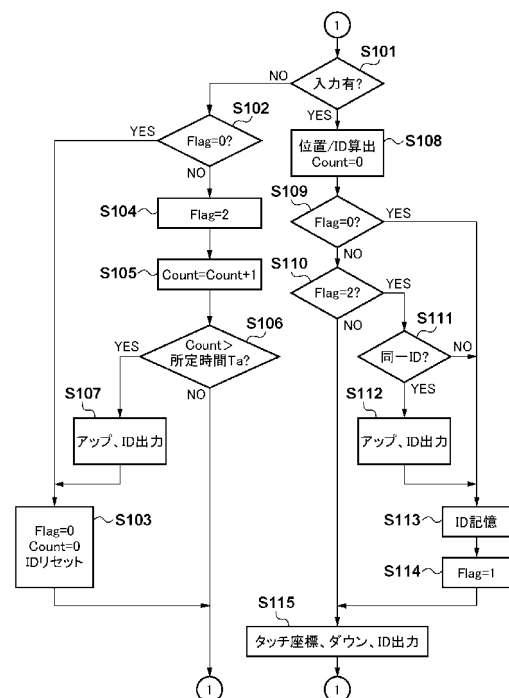 1
S101
入力有?
NO
YES
S102
Flag=0?
YES
NO
S108
位置/ID算出
Count=0
S104
Flag=2
S109
Flag=0?
YES
NO
S105
Count=Count+1
S110
Flag=2?
YES
NO
S106
Count>
所定時間Ta?
YES
NO
S111
同一ID?
NO
YES
S107
アップ、ID出力
S112
アップ、ID出力
S103
Flag=0
Count=0
IDリセット
S113
ID記憶
S114
Flag=1
S115
タッチ座標、ダウン、ID出力
1
1